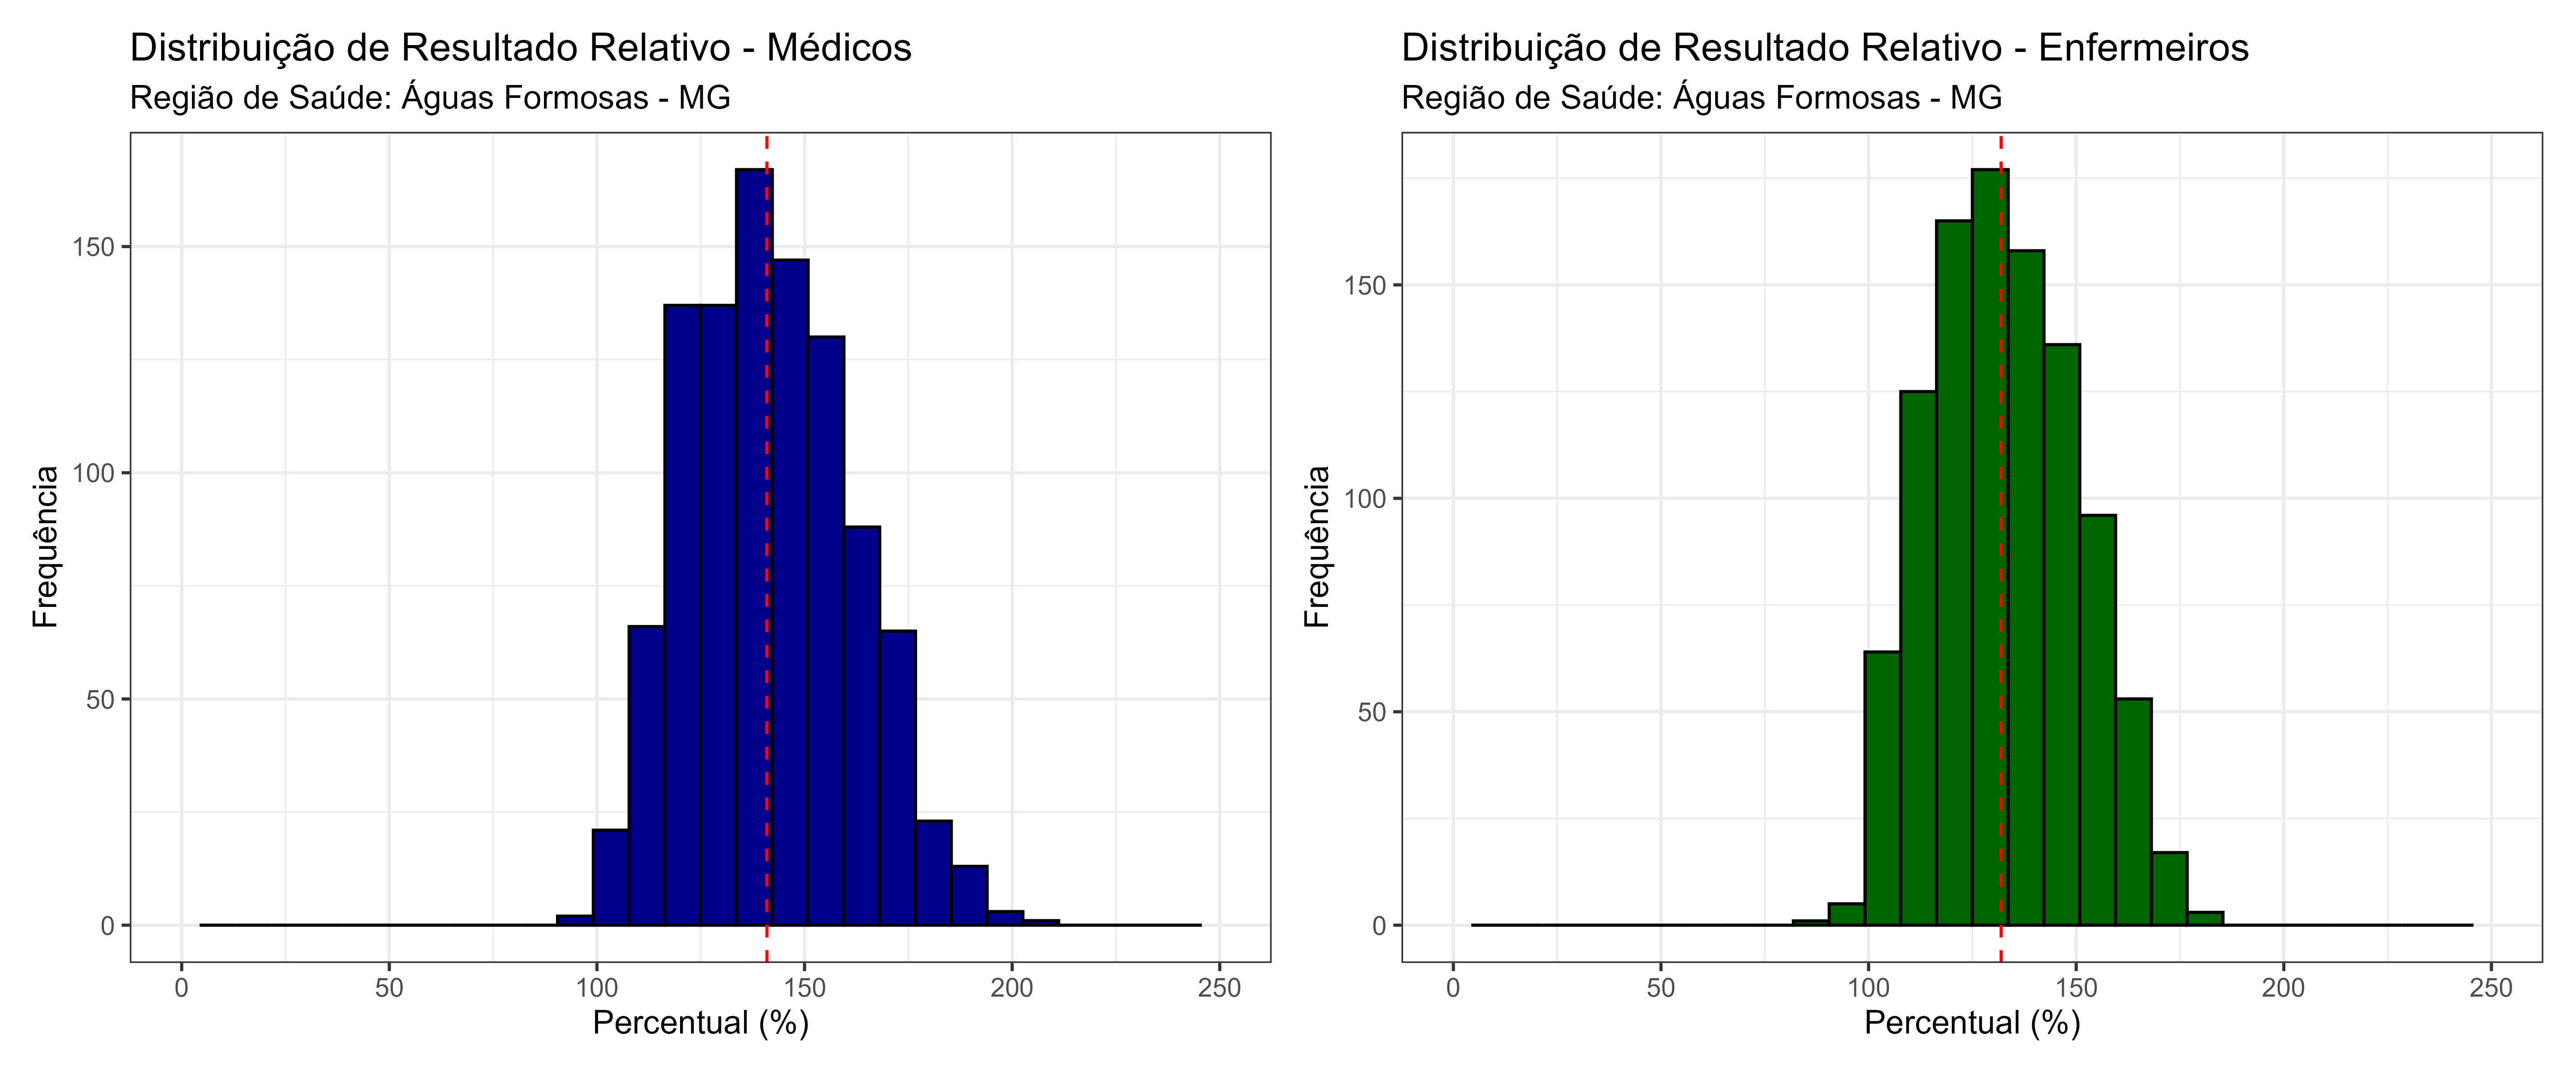 Distribuição de Resultado Relativo - Médicos
Região de Saúde: Águas Formosas - MG
Frequência
150
100
50
0
0 50 100 150 200 250
Percentual (%)
Distribuição de Resultado Relativo - Enfermeiros
Região de Saúde: Águas Formosas - MG
Frequência
150
100
50
0
0 50 100 150 200 250
Percentual (%)